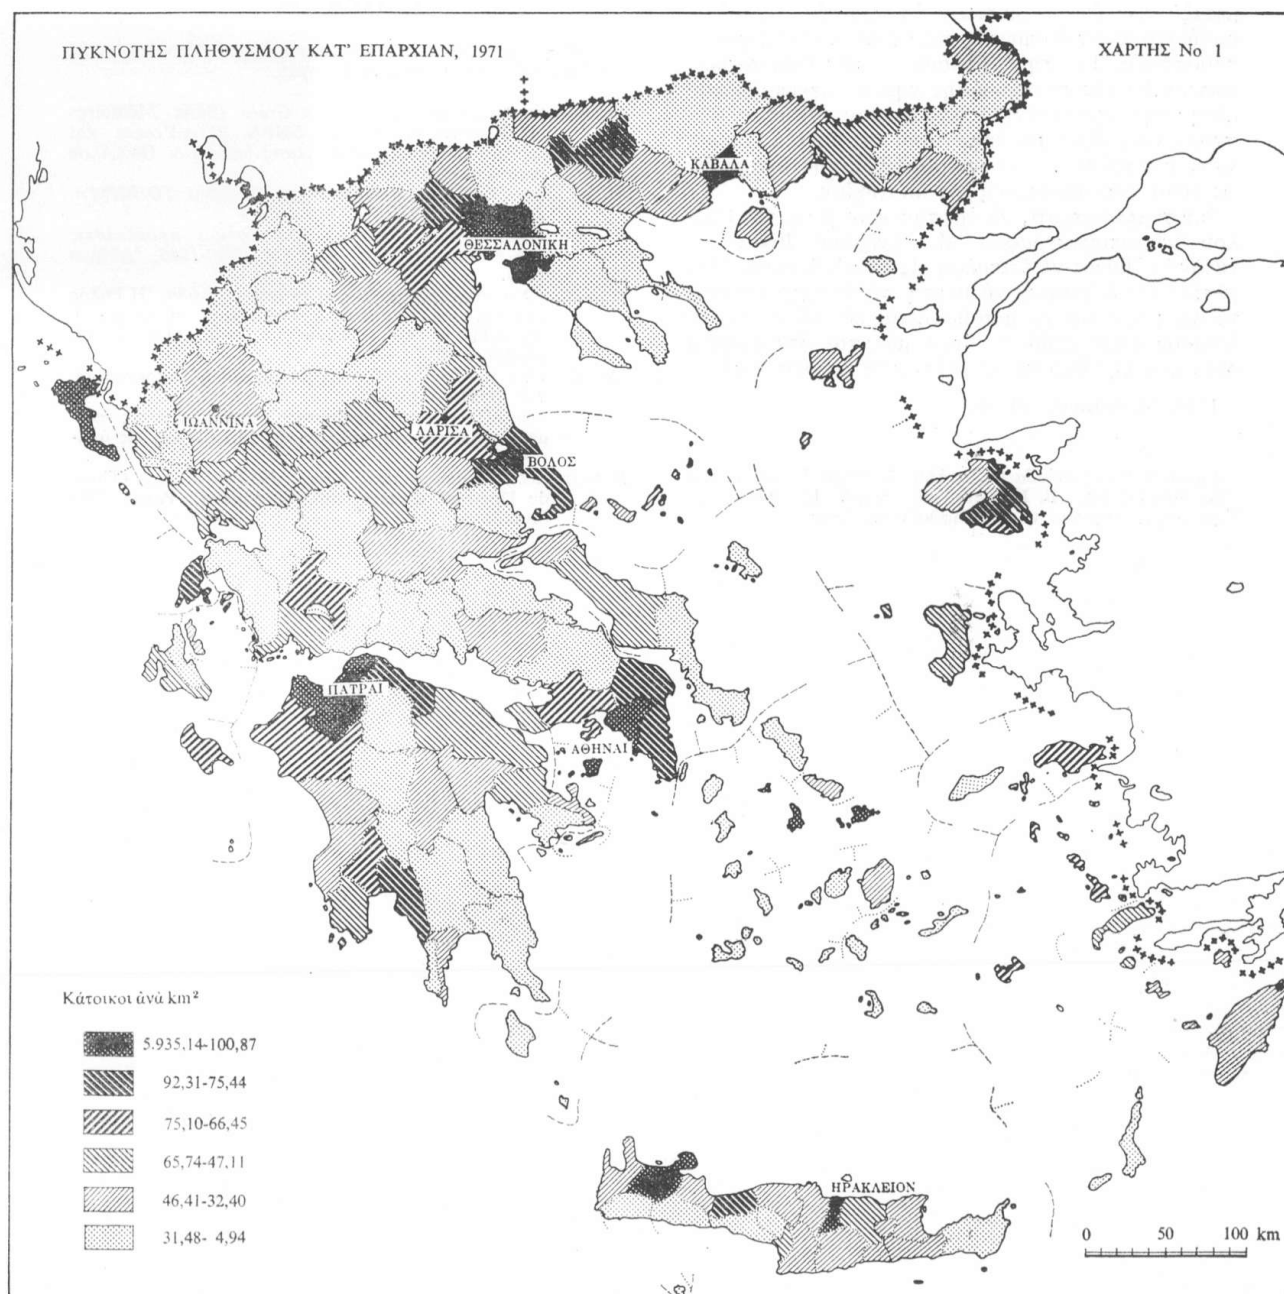 ΠΥΚΝΟΤΗΣ ΠΛΗΘΥΣΜΟΥ ΚΑΤ' ΕΠΑΡΧΙΑΝ, 1971
ΧΑΡΤΗΣ Νο 1
ΚΑΒΑΛΑ
ΘΕΣΣΑΛΟΝΙΚΗ
ΙΩΑΝΝΙΝΑ
ΛΑΡΙΣΑ
ΒΟΛΟΣ
ΠΑΤΡΑΙ
ΑΘΗΝΑΙ
Κάτοικοι ἀνὰ km²
5.935.14-100,87
92,31-75,44
75,10-66,45
65,74-47,11
46,41-32,40
31,48- 4,94
ΗΡΑΚΛΕΙΟΝ
0 50 100 km